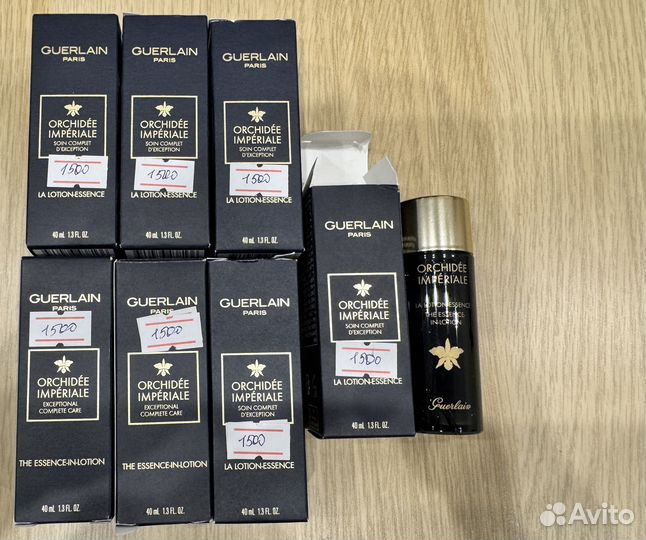 GUERLAIN
PARIS
ORCHIDÉE
IMPÉRIALE
SOIN COMPLET
D'EXCEPTION
1500
LA LOTION-ESSENCE
40 mL 1.3 FL. OZ.
GUERLAIN
PARIS
ORCHIDÉE
IMPÉRIALE
SOIN COMPLET
D'EXCEPTION
1500
LA LOTION-ESSENCE
40 mL 1.3 FL. OZ.
GUERLAIN
PARIS
ORCHIDÉE
IMPÉRIALE
SOIN COMPLET
D'EXCEPTION
1500
LA LOTION-ESSENCE
40 mL 1.3 FL. OZ.
GUERLAIN
PARIS
ORCHIDÉE
IMPÉRIALE
SOIN COMPLET
D'EXCEPTION
1500
LA LOTION-ESSENCE
40 mL 1.3 FL. OZ.
ORCHIDÉE
IMPÉRIALE
LA LOTION-ESSENCE
THE ESSENCE-
IN-LOTION
Guerlain
GUERLAIN
PARIS
1500
ORCHIDÉE
IMPÉRIALE
EXCEPTIONAL
COMPLETE CARE
THE ESSENCE-IN-LOTION
40 mL 1.3 FL. OZ.
GUERLAIN
1500
ORCHIDÉE
IMPÉRIALE
EXCEPTIONAL
COMPLETE CARE
THE ESSENCE-IN-LOTION
40 mL 1.3 FL. OZ.
GUERLAIN
PARIS
ORCHIDÉE
IMPÉRIALE
SOIN COMPLET
D'EXCEPTION
1500
LA LOTION-ESSENCE
40 mL 1.3 FL. OZ.
Avito